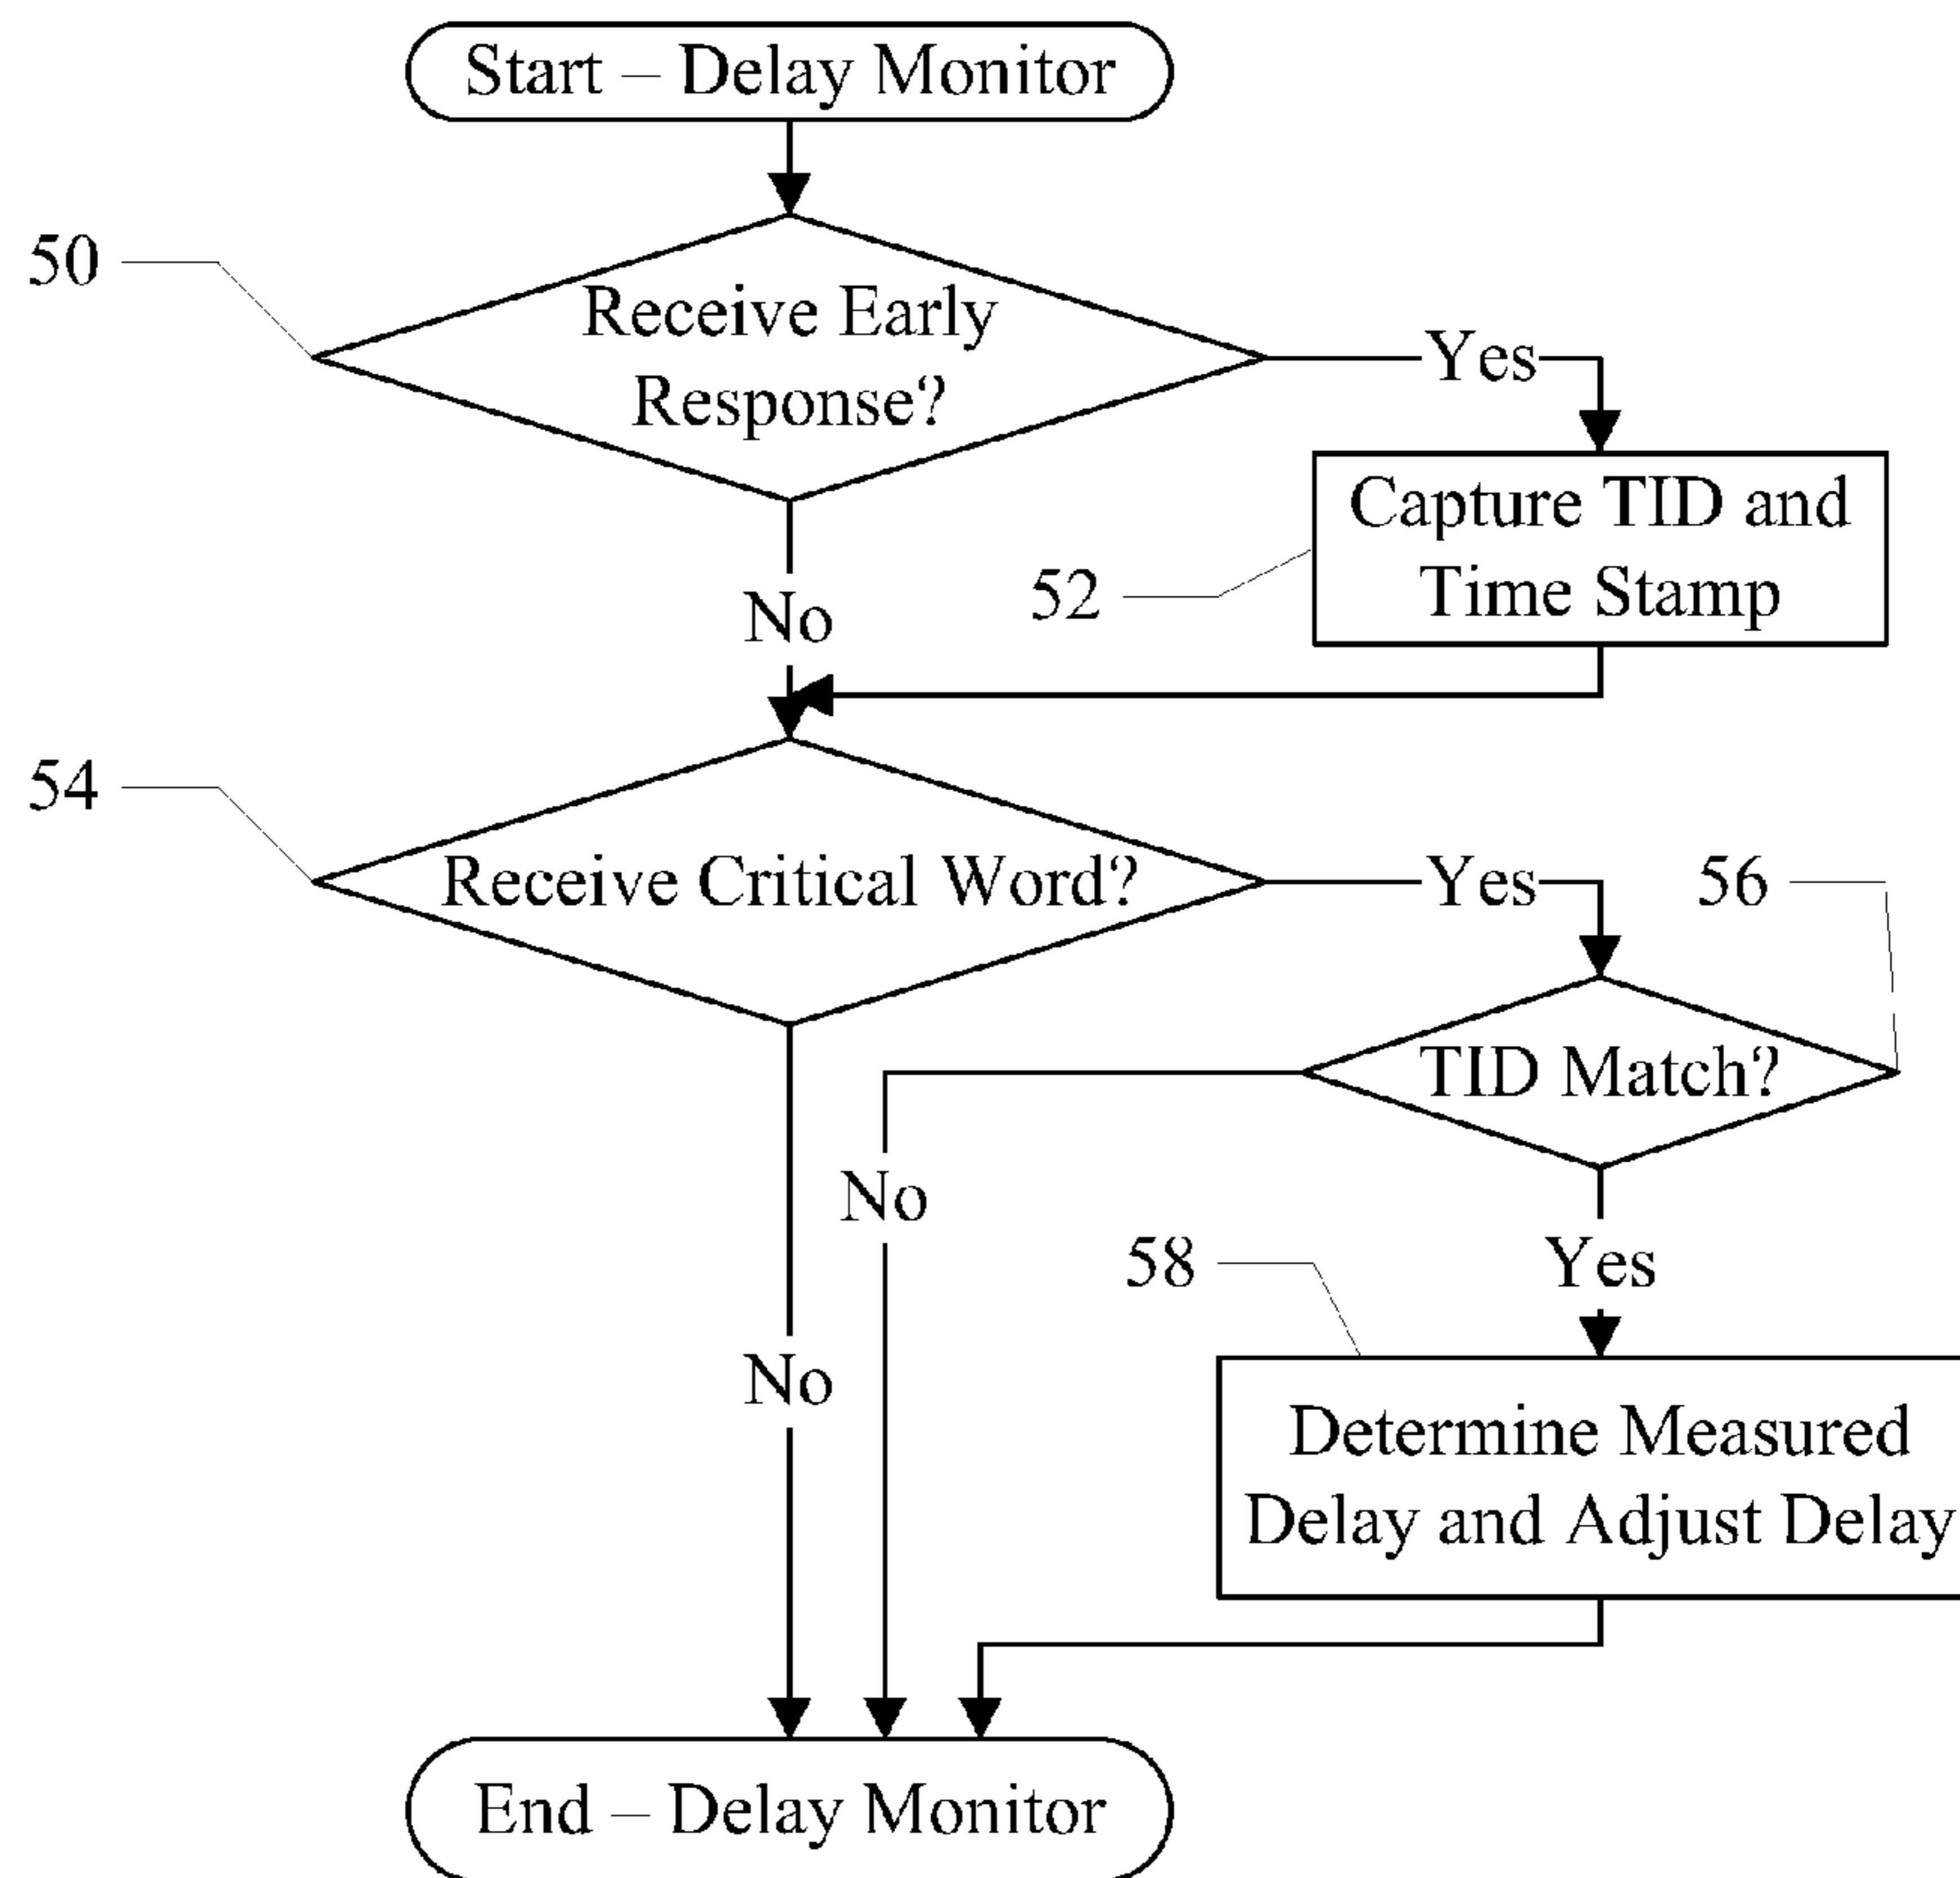 Start – Delay Monitor
50
Receive Early
Response?
Yes
Capture TID and
Time Stamp
52
No
54
Receive Critical Word?
Yes
56
TID Match?
No
58
Yes
No
Determine Measured
Delay and Adjust Delay
End – Delay Monitor